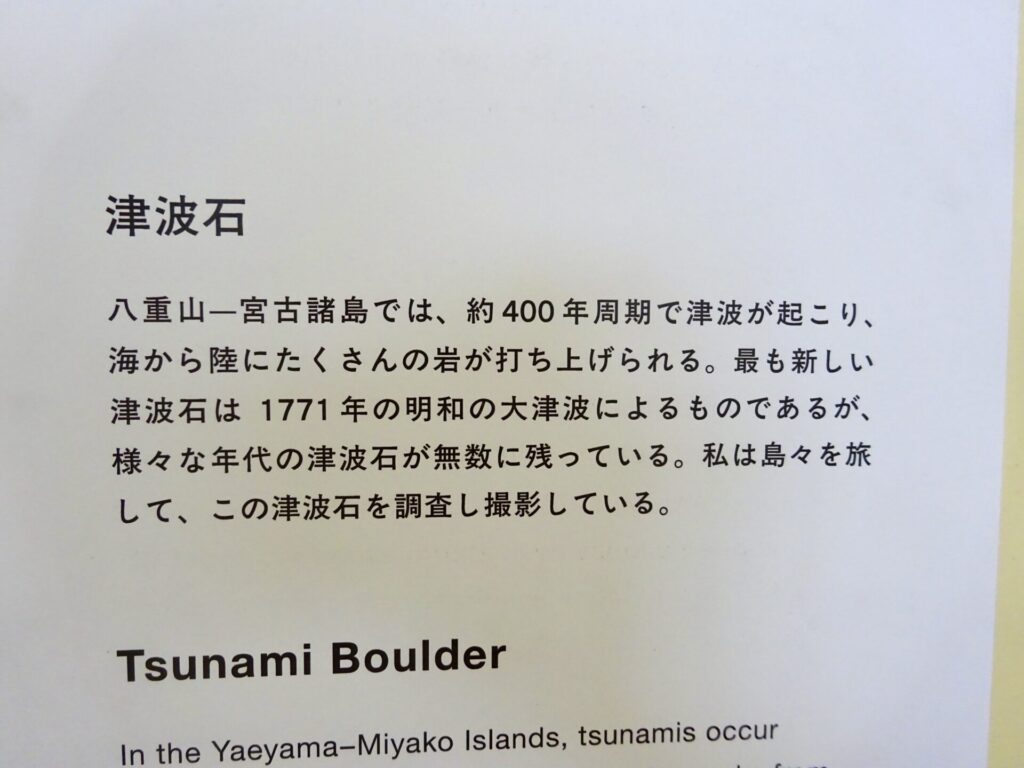 津波石
八重山—宮古諸島では、約400年周期で津波が起こり、
海から陸にたくさんの岩が打ち上げられる。最も新しい
津波石は 1771年の明和の大津波によるものであるが、
様々な年代の津波石が無数に残っている。私は島々を旅
して、この津波石を調査し撮影している。
Tsunami Boulder
In the Yaeyama–Miyako Islands, tsunamis occur